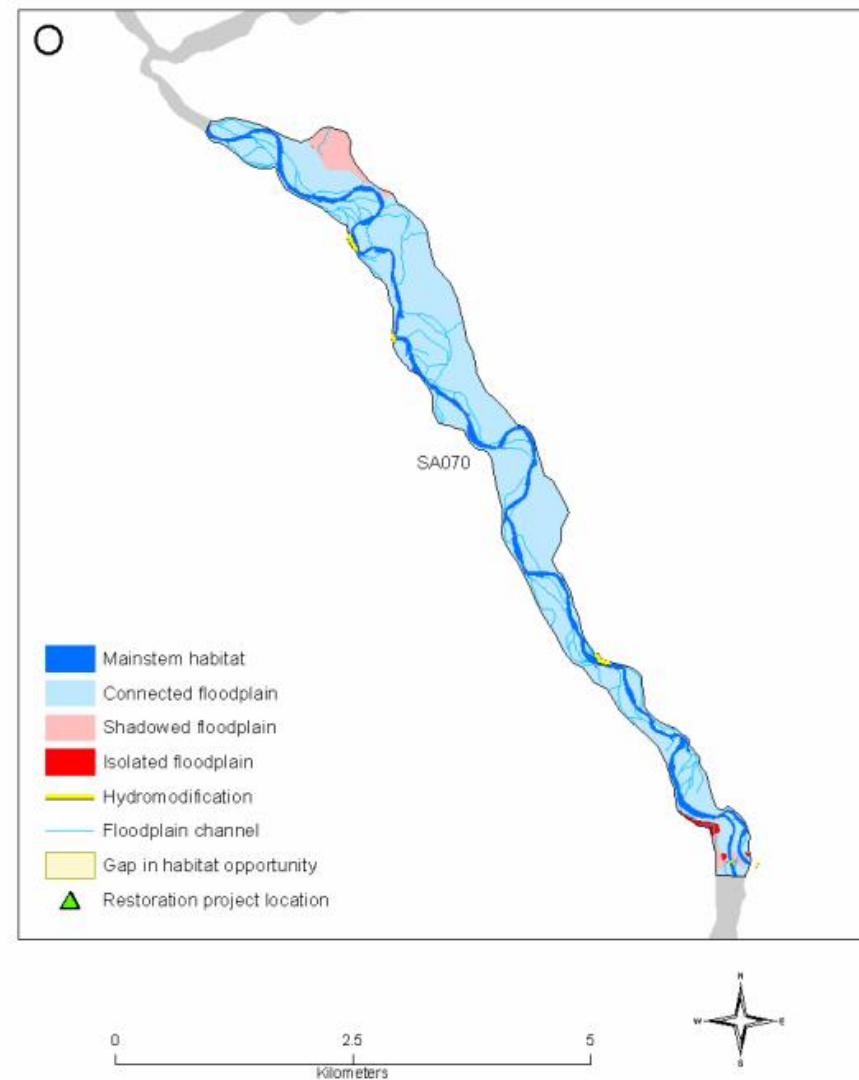 O
SA070
Mainstem habitat
Connected floodplain
Shadowed floodplain
Isolated floodplain
Hydromodification
Floodplain channel
Gap in habitat opportunity
Restoration project location
N
W E
S
0 2.5 5
Kilometers